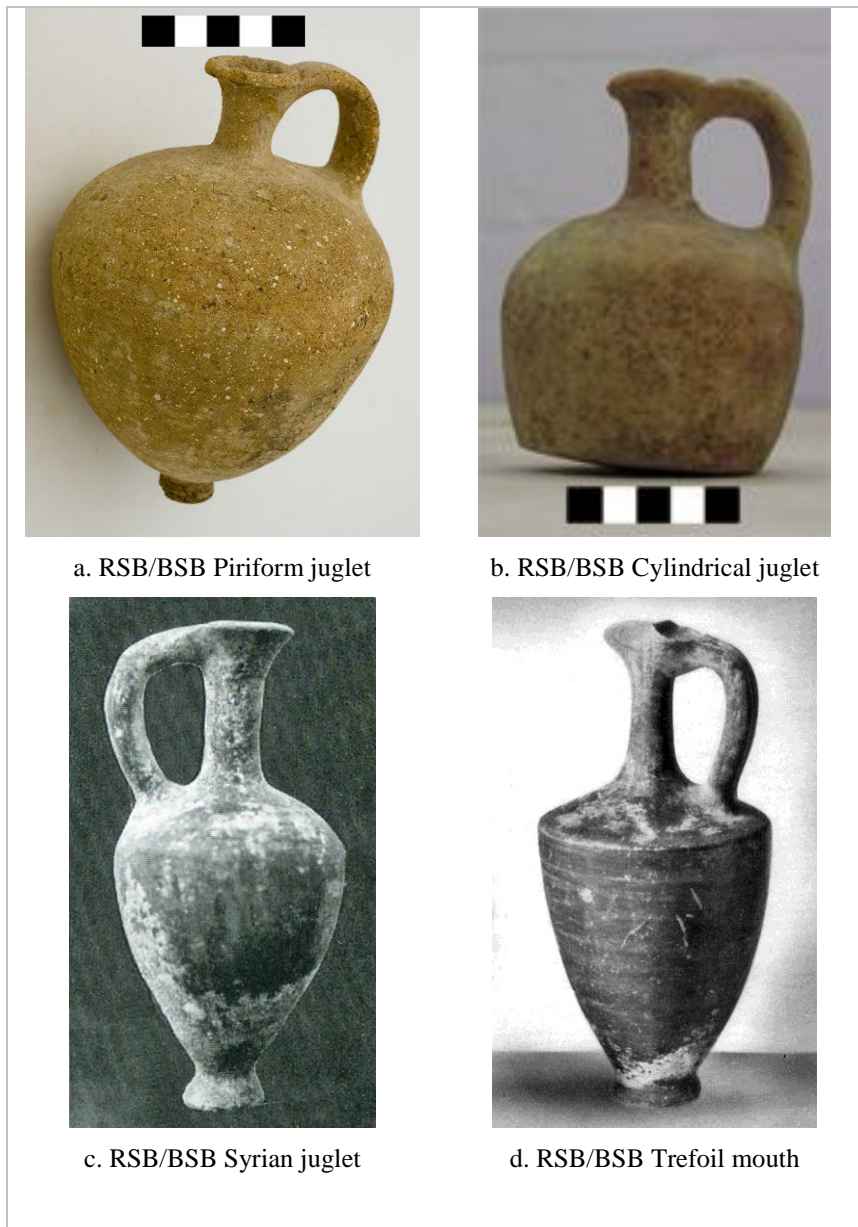 a. RSB/BSB Piriform juglet
b. RSB/BSB Cylindrical juglet
c. RSB/BSB Syrian juglet
d. RSB/BSB Trefoil mouth